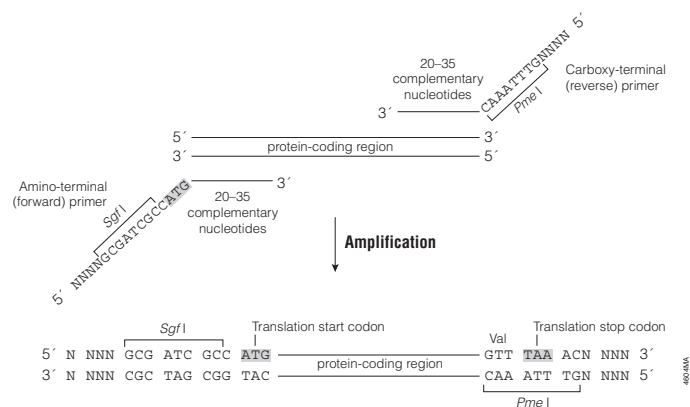 20–35
complementary
nucleotides
3´
CAAATTTGNNNN
Pme I
Carboxy-terminal
(reverse) primer
5´
3´
protein-coding region
3´
5´
Amino-terminal
(forward) primer
Sgf I
5´ NNNNGCGATCGCCATG
3´
20–35
complementary
nucleotides
Amplification
Sgf I
Translation start codon
Val
Translation stop codon
5´ N NNN GCG ATC GCC ATG
protein-coding region
GTT TAA ACN NNN 3´
3´ N NNN CGC TAG CGG TAC
CAA ATT TGN NNN 5´
Pme I
4604MA